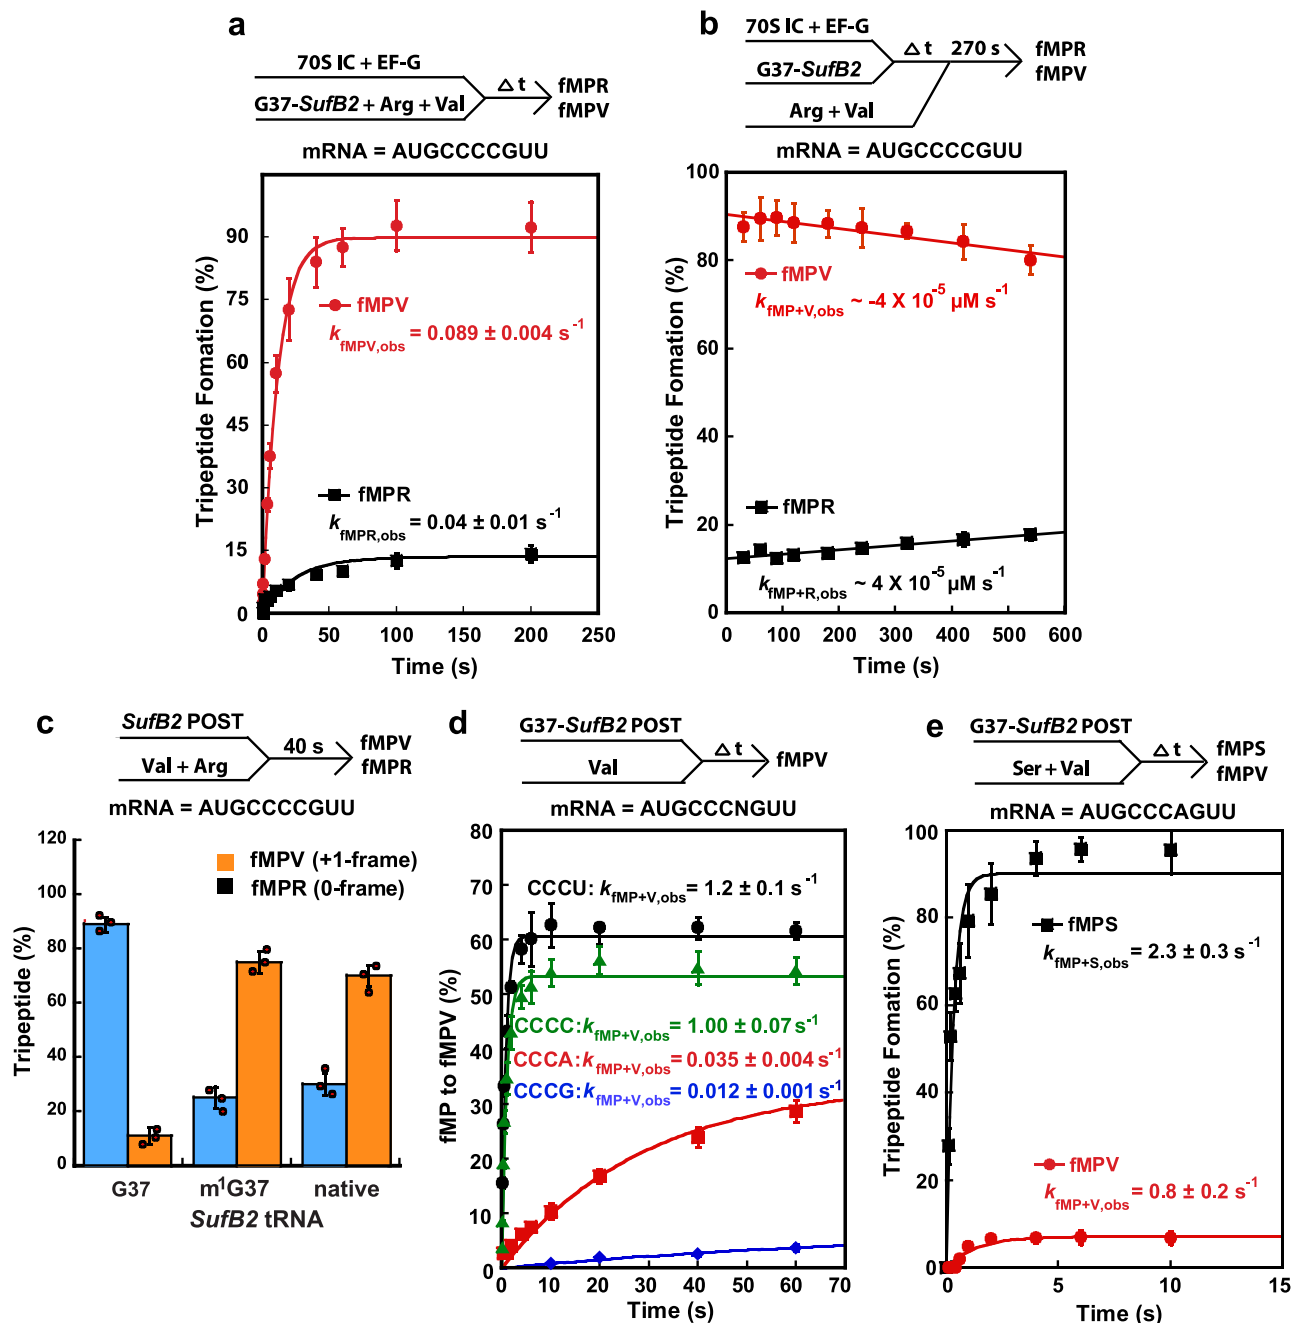 a
70S IC + EF-G
G37-SufB2 + Arg + Val
Δ t
fMPR
fMPV
mRNA = AUGCCCCGUU
Tripeptide Fomation (%)
90
75
60
45
30
15
0
fMPV
kfMPV,obs = 0.089 ± 0.004 s-1
fMPR
kfMPR,obs = 0.04 ± 0.01 s-1
0 50 100 150 200 250
Time (s)
b
70S IC + EF-G
G37-SufB2
Δ t
270 s
fMPR
fMPV
Arg + Val
mRNA = AUGCCCCGUU
Tripeptide Fomation (%)
100
80
60
40
20
0
fMPV
kfMP+V,obs ~ -4 X 10-5 µM s-1
fMPR
kfMP+R,obs ~ 4 X 10-5 µM s-1
0 100 200 300 400 500 600
Time (s)
c
SufB2 POST
Val + Arg
40 s
fMPV
fMPR
mRNA = AUGCCCCGUU
Tripeptide (%)
120
100
80
60
40
20
0
fMPV (+1-frame)
fMPR (0-frame)
G37 m1G37 native
SufB2 tRNA
d
G37-SufB2 POST
Val
Δ t
fMPV
mRNA = AUGCCCNGUU
fMP to fMPV (%)
80
70
60
50
40
30
20
10
0
CCCU: kfMP+V,obs = 1.2 ± 0.1 s-1
CCCC: kfMP+V,obs = 1.00 ± 0.07 s-1
CCCA: kfMP+V,obs = 0.035 ± 0.004 s-1
CCCG: kfMP+V,obs = 0.012 ± 0.001 s-1
0 10 20 30 40 50 60 70
Time (s)
e
G37-SufB2 POST
Ser + Val
Δ t
fMPS
fMPV
mRNA = AUGCCCAGUU
Tripeptide Fomation (%)
100
80
60
40
20
0
fMPS
kfMP+S,obs = 2.3 ± 0.3 s-1
fMPV
kfMP+V,obs = 0.8 ± 0.2 s-1
0 5 10 15
Time (s)